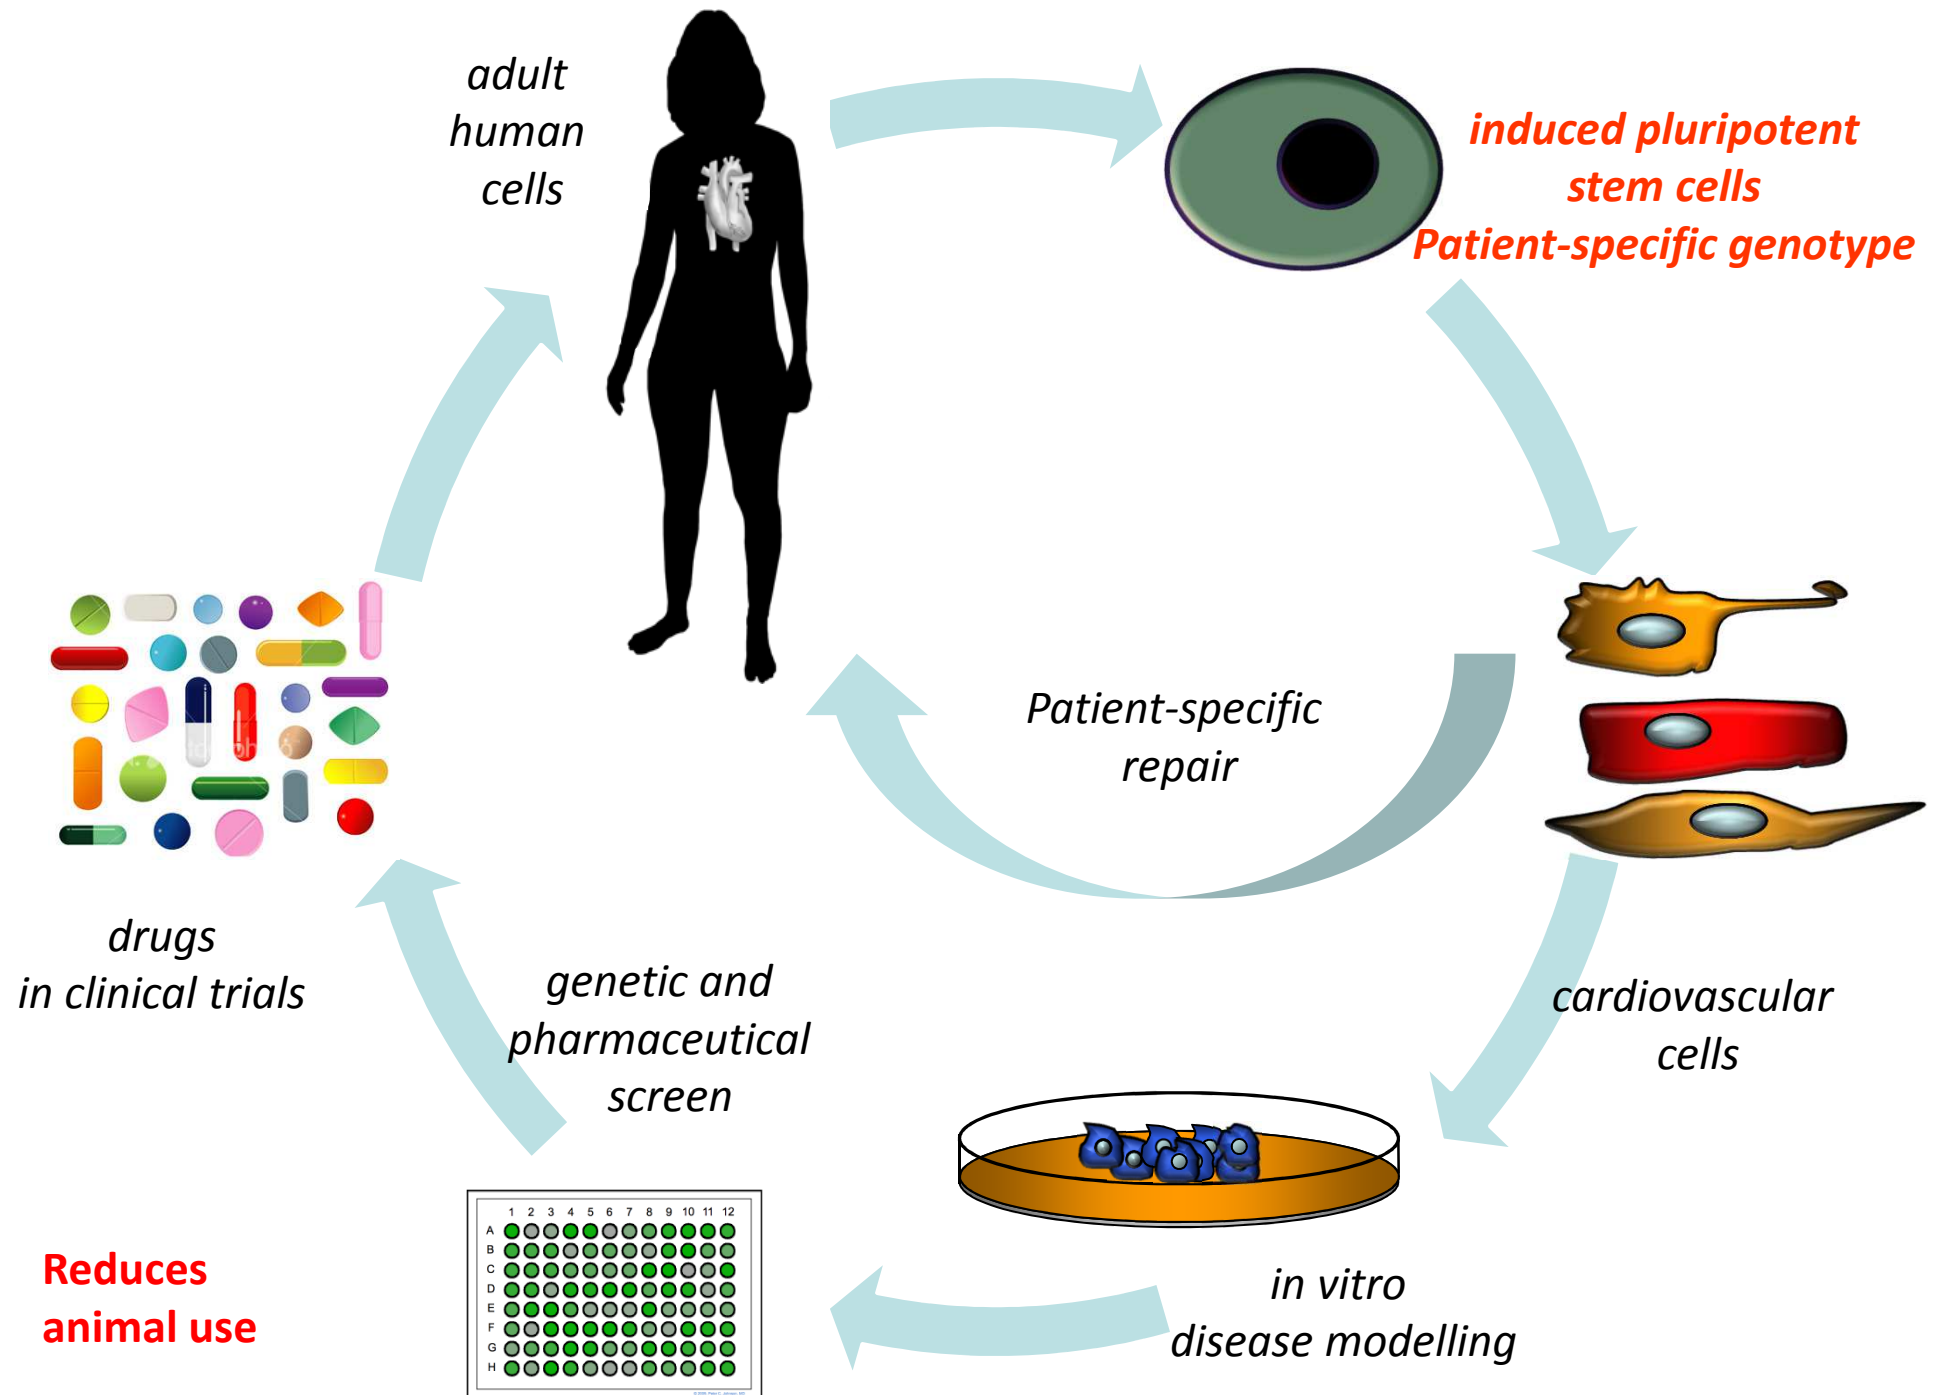 adult
human
cells
induced pluripotent
stem cells
Patient-specific genotype
Patient-specific
repair
drugs
in clinical trials
genetic and
pharmaceutical
screen
cardiovascular
cells
1 2 3 4 5 6 7 8 9 10 11 12
A
B
C
D
E
F
G
H
in vitro
disease modelling
Reduces
animal use